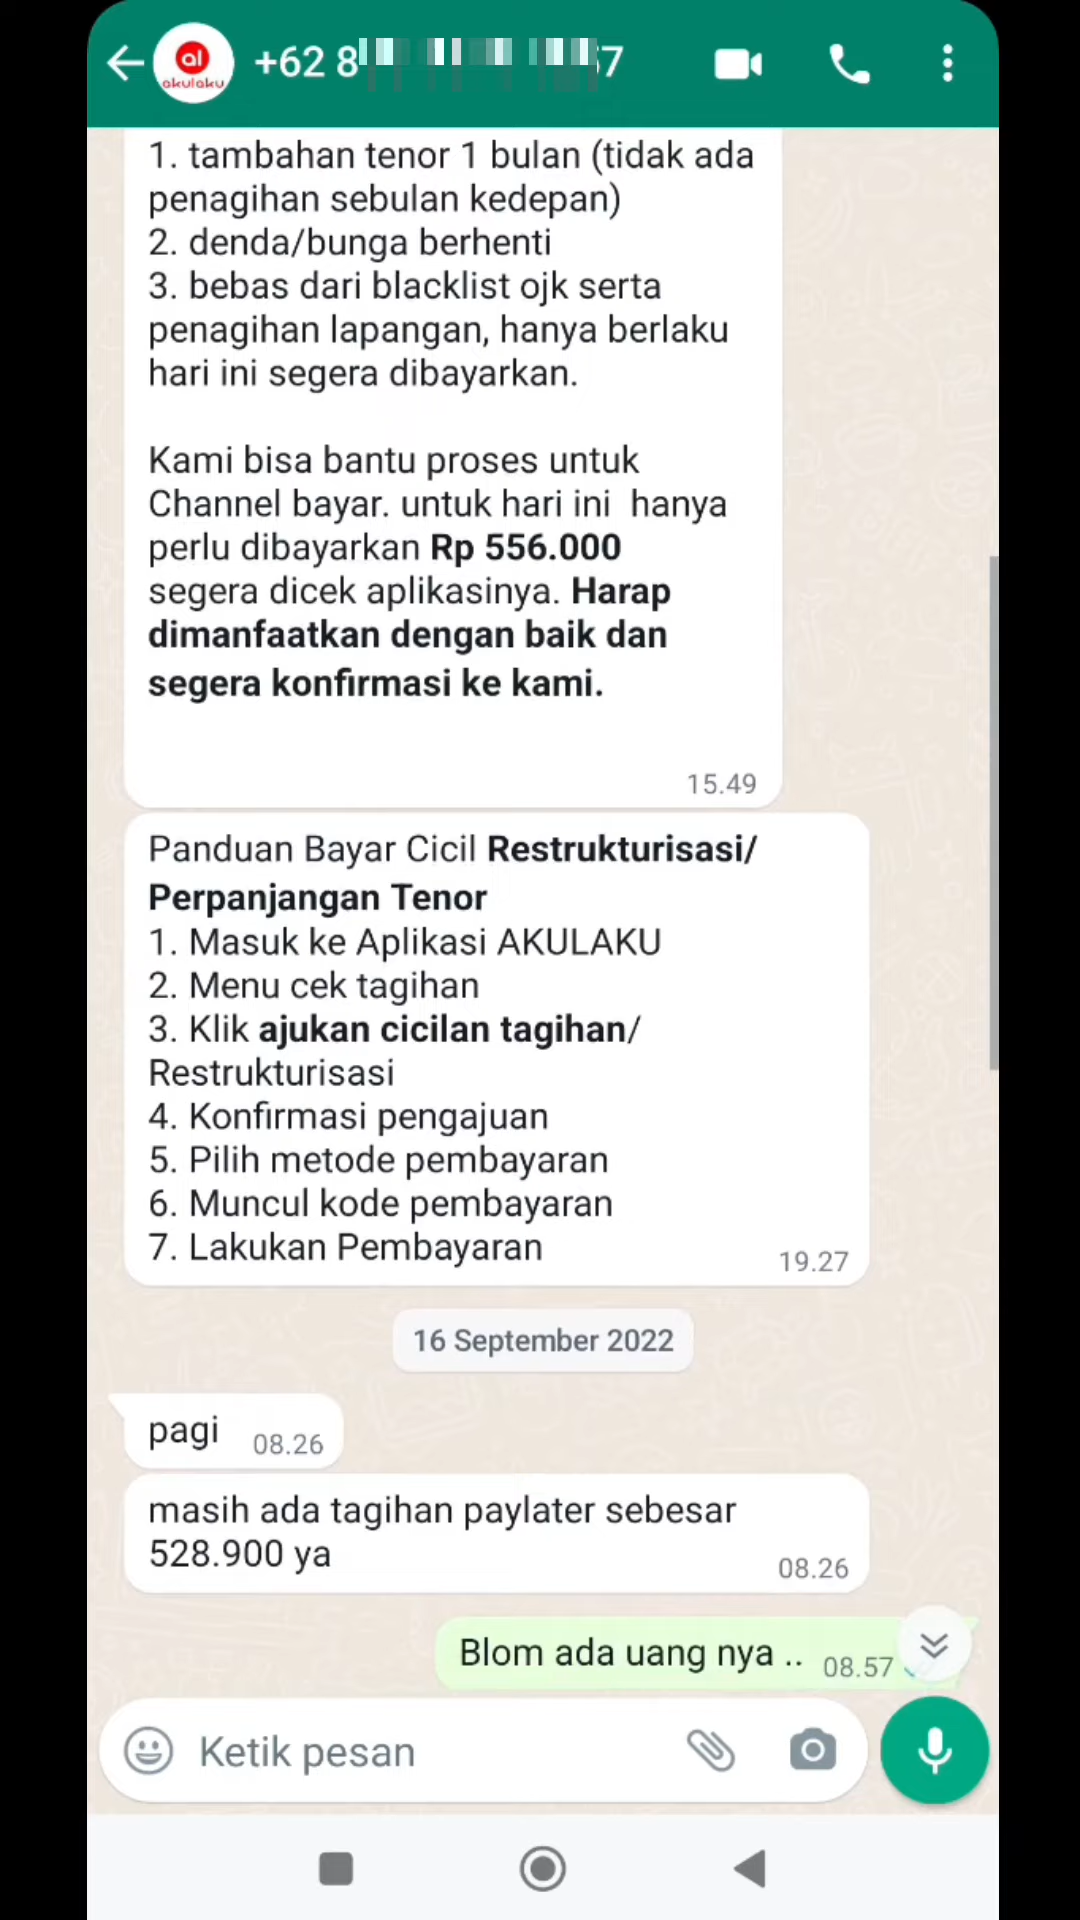 al
akulaku
+62 8 7
1. tambahan tenor 1 bulan (tidak ada
penagihan sebulan kedepan)
2. denda/bunga berhenti
3. bebas dari blacklist ojk serta
penagihan lapangan, hanya berlaku
hari ini segera dibayarkan.
Kami bisa bantu proses untuk
Channel bayar. untuk hari ini hanya
perlu dibayarkan Rp 556.000
segera dicek aplikasinya. Harap
dimanfaatkan dengan baik dan
segera konfirmasi ke kami.
15.49
Panduan Bayar Cicil Restrukturisasi/
Perpanjangan Tenor
1. Masuk ke Aplikasi AKULAKU
2. Menu cek tagihan
3. Klik ajukan cicilan tagihan/
Restrukturisasi
4. Konfirmasi pengajuan
5. Pilih metode pembayaran
6. Muncul kode pembayaran
7. Lakukan Pembayaran
19.27
16 September 2022
pagi 08.26
masih ada tagihan paylater sebesar
528.900 ya
08.26
Blom ada uang nya .. 08.57
Ketik pesan